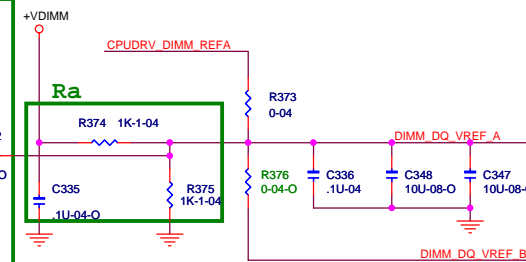 +VDIMM
CPUDRV_DIMM_REFA
Ra
R373
0-04
R374 1K-1-04
DIMM_DQ_VREF_A
R376
0-04-O
C336
.1U-04
C348
10U-08-O
C347
10U-08-
C335
.1U-04-O
R375
1K-1-04
DIMM_DQ_VREF_B